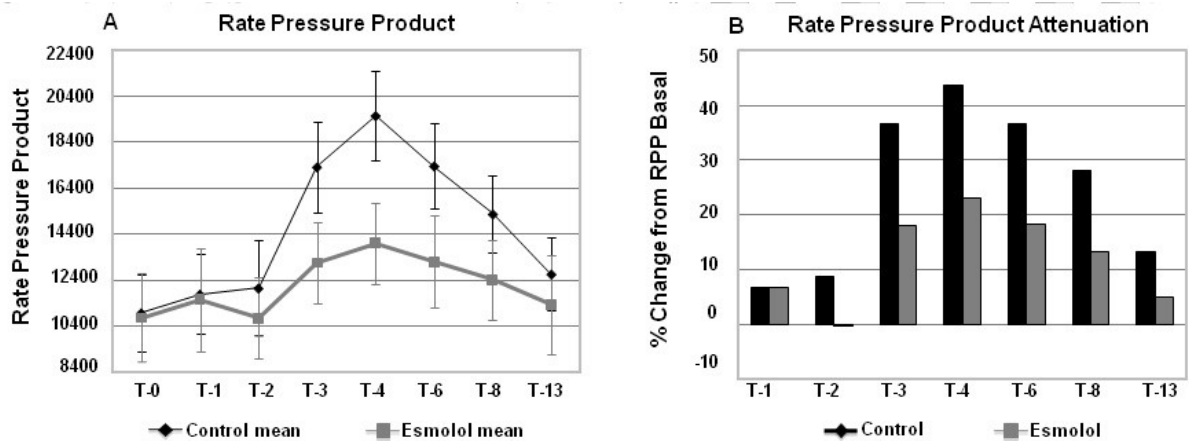 A Rate Pressure Product
Rate Pressure Product
22400
20400
18400
16400
14400
12400
10400
8400
T-0 T-1 T-2 T-3 T-4 T-6 T-8 T-13
Control mean Esmolol mean
B Rate Pressure Product Attenuation
% Change from RPP Basal
50
40
30
20
10
0
-10
T-1 T-2 T-3 T-4 T-6 T-8 T-13
Control Esmolol